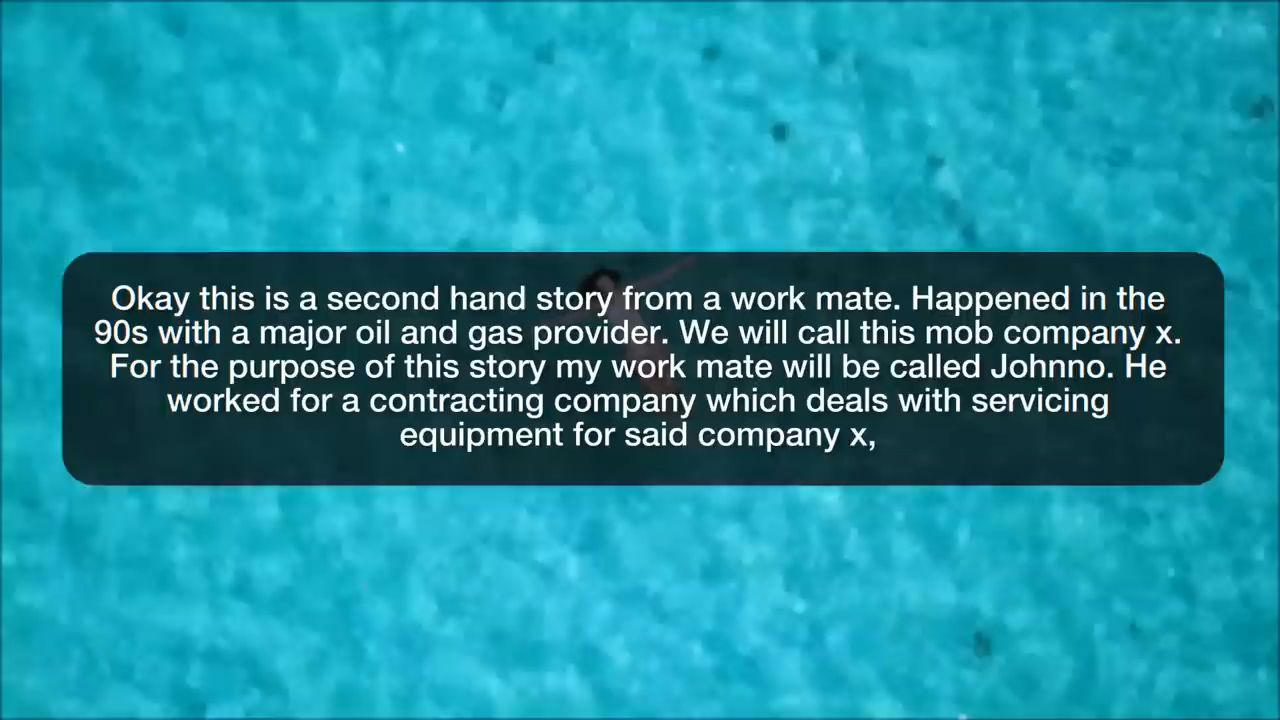 Okay this is a second hand story from a work mate. Happened in the
90s with a major oil and gas provider. We will call this mob company x.
For the purpose of this story my work mate will be called Johnno. He
worked for a contracting company which deals with servicing
equipment for said company x,